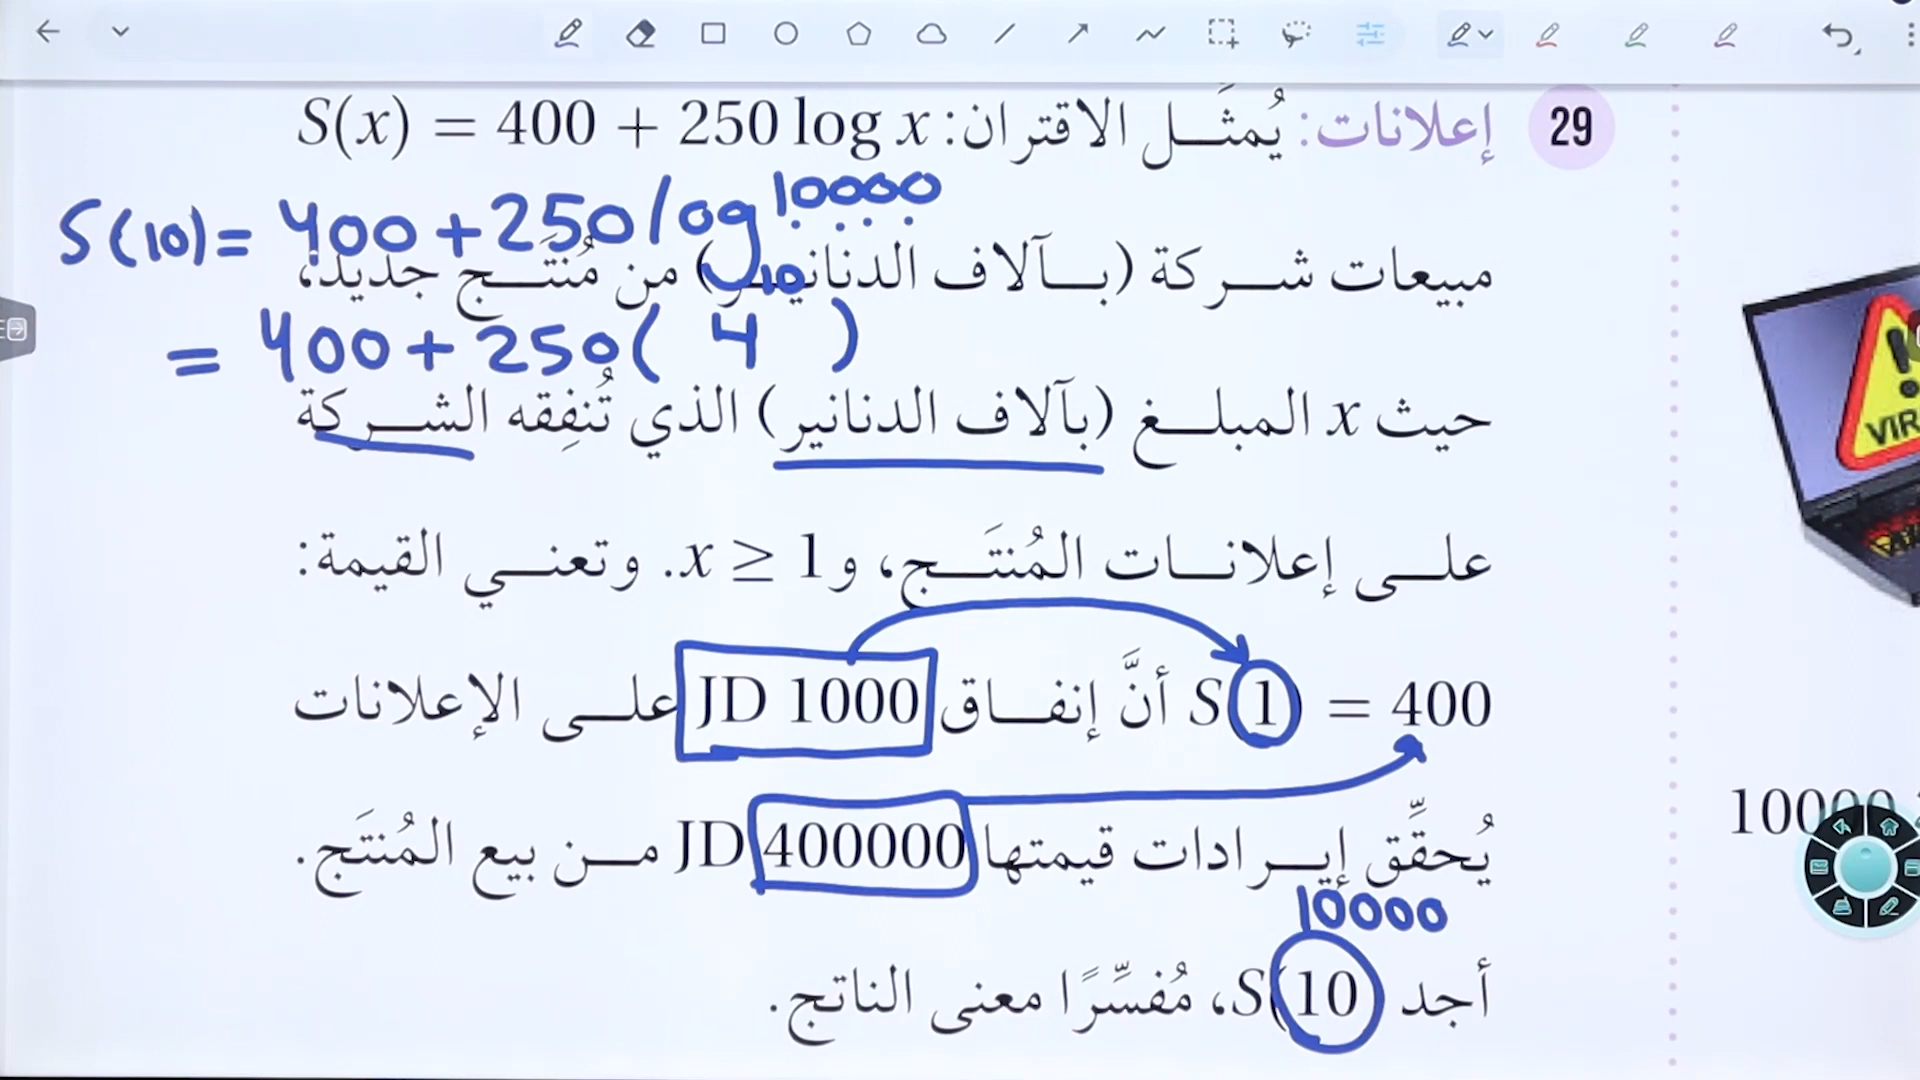 29 إعلانات: يُمثِّل الاقتران: S(x) = 400 + 250 log x
S(10) = 400 + 250 log₁₀ 10000
مبيعات شركة (بآلاف الدنانير) من مُنتَج جديد،
= 400 + 250( 4 )
حيث x المبلغ (بآلاف الدنانير) الذي تُنفِقه الشركة
على إعلانات المُنتَج، و x ≥ 1. وتعني القيمة:
S(1) = 400 أنَّ إنفاق JD 1000 على الإعلانات
يُحقِّق إيرادات قيمتها JD 400000 من بيع المُنتَج.
10000
أجد S(10)، مُفسِّرًا معنى الناتج.
VIR